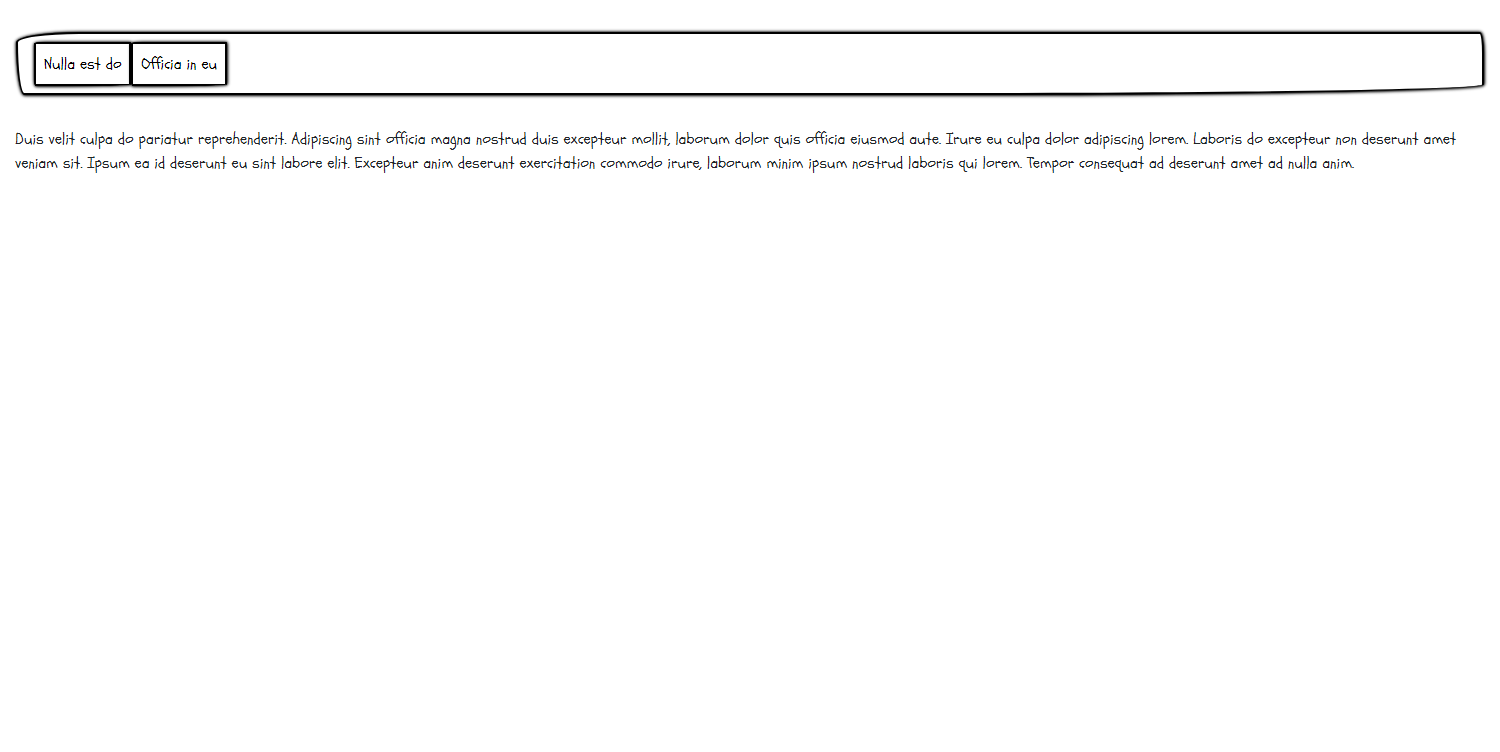 Nulla est do
Officia in eu
Duis velit culpa do pariatur reprehenderit. Adipiscing sint officia magna nostrud duis excepteur mollit, laborum dolor quis officia eiusmod aute. Irure eu culpa dolor adipiscing lorem. Laboris do excepteur non deserunt amet
veniam sit. Ipsum ea id deserunt eu sint labore elit. Excepteur anim deserunt exercitation commodo irure, laborum minim ipsum nostrud laboris qui lorem. Tempor consequat ad deserunt amet ad nulla anim.